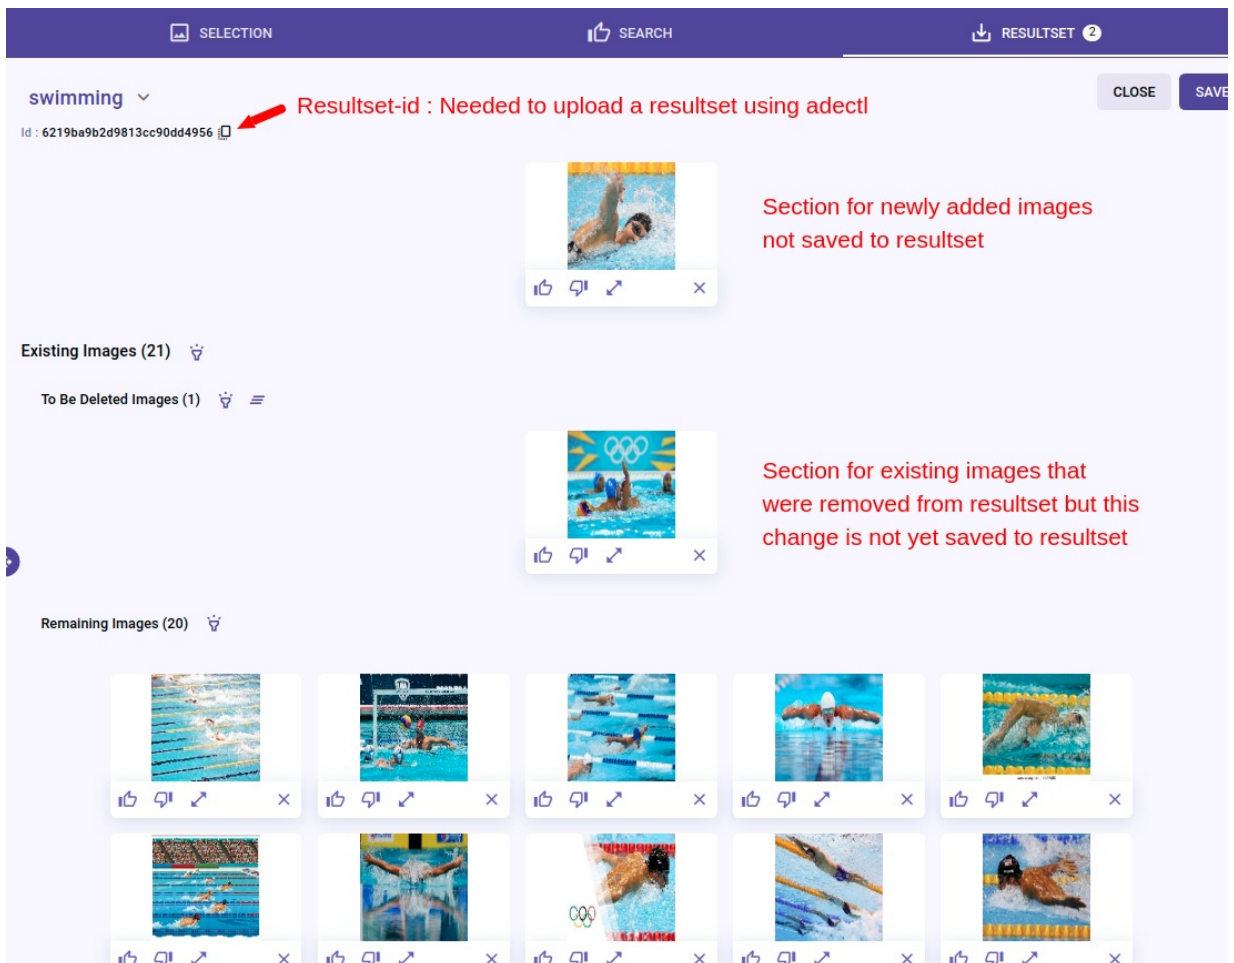 SELECTION
SEARCH
RESULTSET 2
swimming
CLOSE
SAVE
Resultset-id : Needed to upload a resultset using adectl
Id : 6219ba9b2d9813cc90dd4956
Section for newly added images
not saved to resultset
Existing Images (21)
To Be Deleted Images (1)
Section for existing images that
were removed from resultset but this
change is not yet saved to resultset
Remaining Images (20)